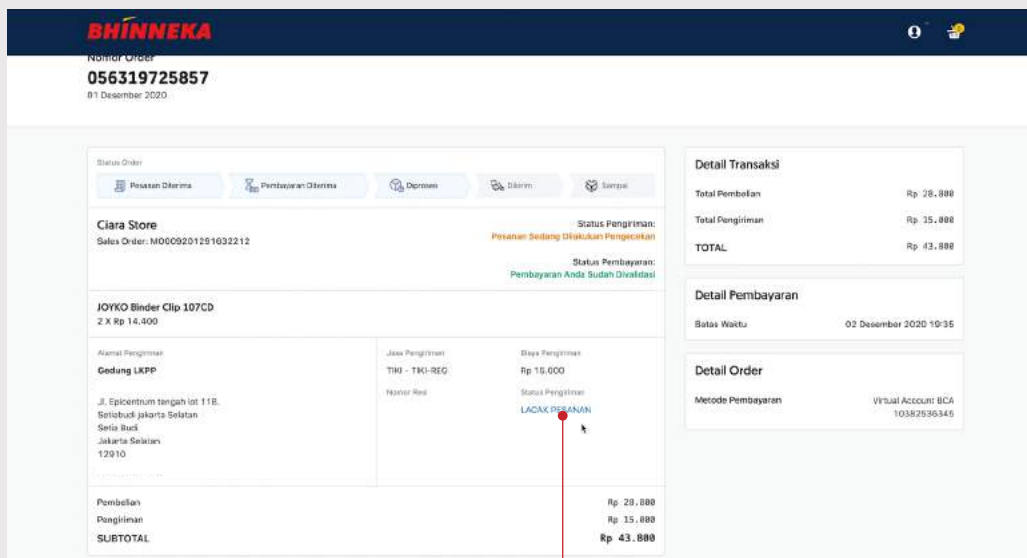 BHINNEKA
Nomor Order
056319725857
01 Desember 2020
Status Order
Pesanan Diterima
Pembayaran Diterima
Diproses
Dikirim
Sampai
Ciara Store
Sales Order: MO009201291632212
Status Pengiriman:
Pesanan Sedang Dilakukan Pengecekan
Status Pembayaran:
Pembayaran Anda Sudah Divalidasi
JOYKO Binder Clip 107CD
2 X Rp 14.400
Alamat Pengiriman
Gedung LKPP
Jl. Epicentrum tengah lot 11B.
Setiabudi jakarta Selatan
Setia Budi
Jakarta Selatan
12910
Jasa Pengiriman
TIKI - TIKI-REG
Nomor Resi
Biaya Pengiriman
Rp 15.000
Status Pengiriman
LACAK PESANAN
Pembelian Rp 28.800
Pengiriman Rp 15.000
SUBTOTAL Rp 43.800
Detail Transaksi
Total Pembelian Rp 28.800
Total Pengiriman Rp 15.000
TOTAL Rp 43.800
Detail Pembayaran
Batas Waktu 02 Desember 2020 19:35
Detail Order
Metode Pembayaran Virtual Account BCA
10382536345